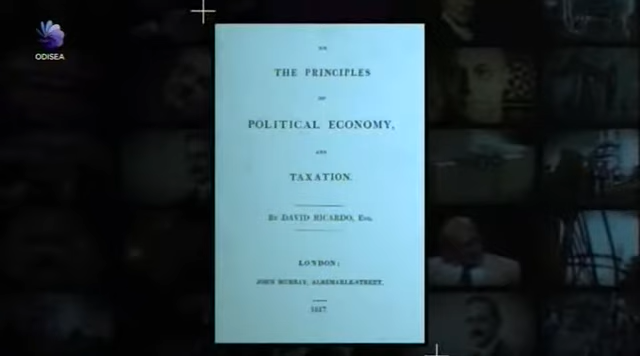 ODISEA
ON
THE PRINCIPLES
OF
POLITICAL ECONOMY,
AND
TAXATION.
By DAVID RICARDO, Esq.
LONDON:
JOHN MURRAY, ALBEMARLE-STREET.
1817.